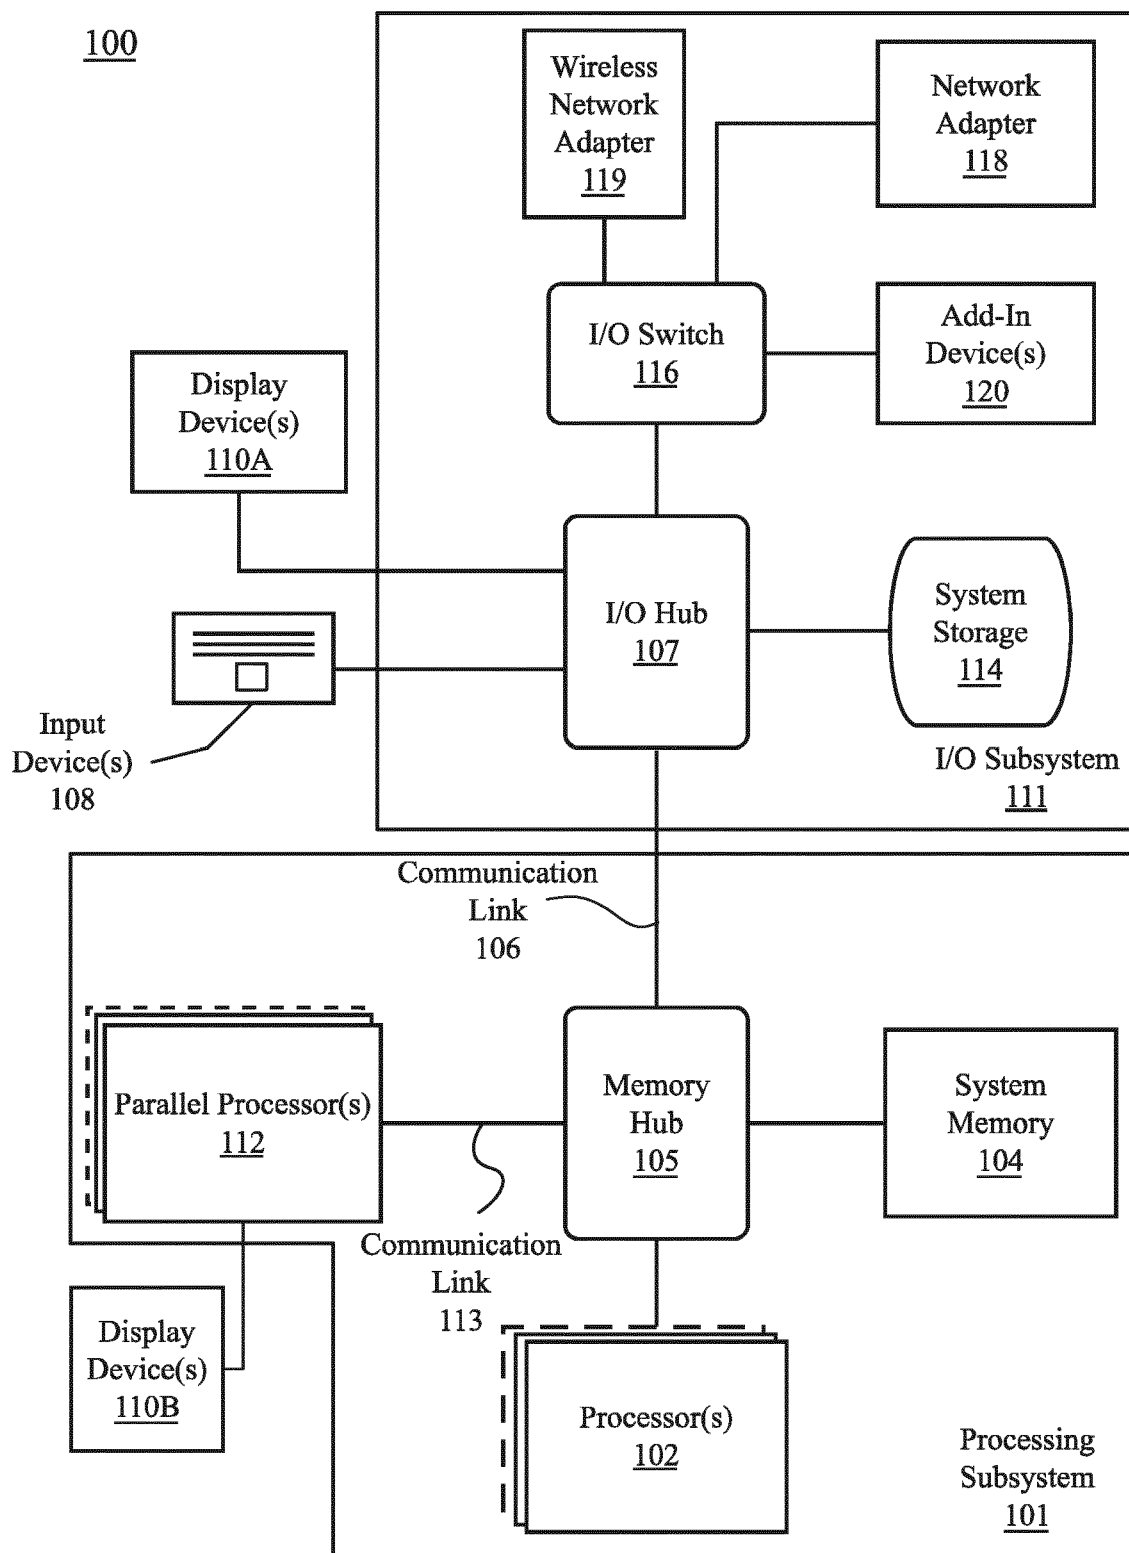 100
Wireless
Network
Adapter
119
Network
Adapter
118
I/O Switch
116
Add-In
Device(s)
120
Display
Device(s)
110A
I/O Hub
107
System
Storage
114
Input
Device(s)
108
I/O Subsystem
111
Communication
Link
106
Parallel Processor(s)
112
Memory
Hub
105
System
Memory
104
Communication
Link
113
Display
Device(s)
110B
Processor(s)
102
Processing
Subsystem
101